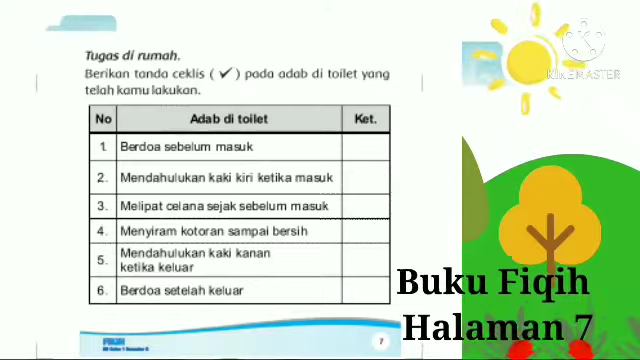 Tugas di rumah.
Berikan tanda ceklis ( ✓ ) pada adab di toilet yang
telah kamu lakukan.
No Adab di toilet Ket.
1. Berdoa sebelum masuk
2. Mendahulukan kaki kiri ketika masuk
3. Melipat celana sejak sebelum masuk
4. Menyiram kotoran sampai bersih
5. Mendahulukan kaki kanan
ketika keluar
6. Berdoa setelah keluar
7
KINEMASTER
Buku Fiqih
Halaman 7